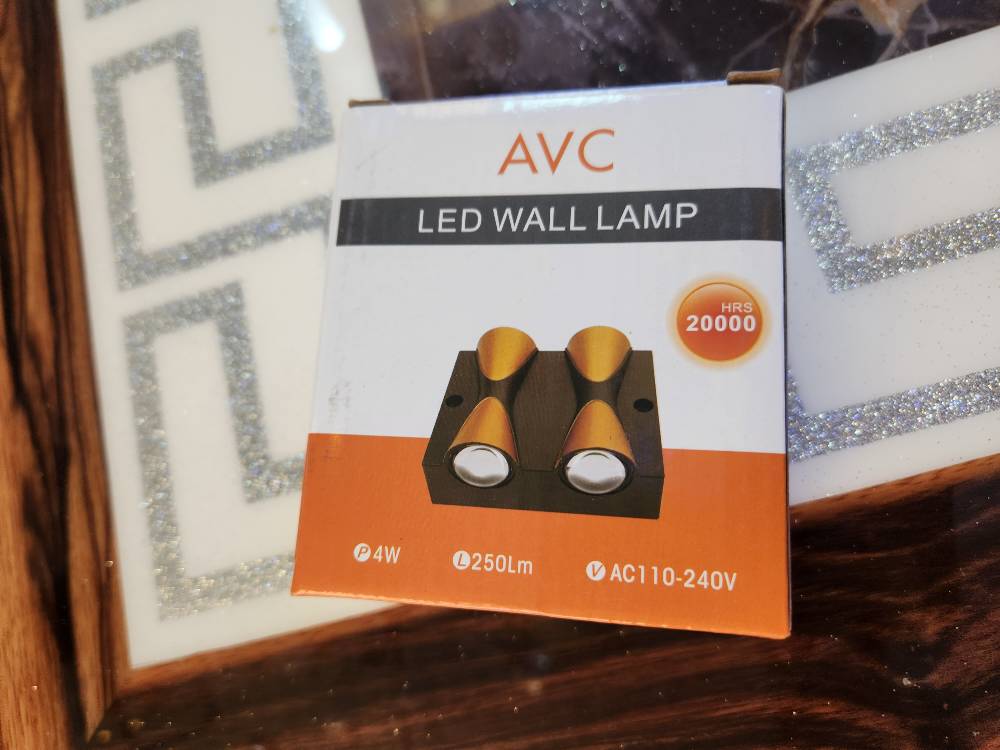 AVC
LED WALL LAMP
HRS
20000
P 4W
L 250Lm
V AC110-240V